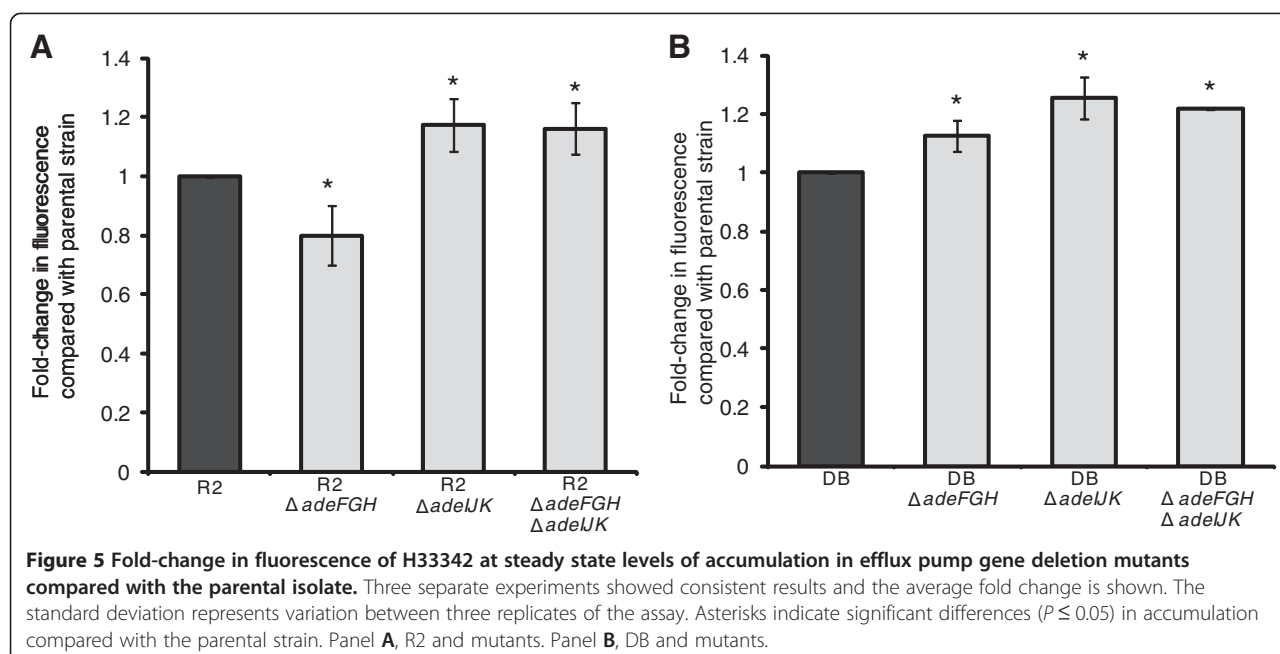 A
1.4
1.2
1
0.8
0.6
0.4
0.2
0
Fold-change in fluorescence
compared with parental strain
*
*
*
R2
R2
ΔadeFGH
R2
ΔadeIJK
R2
ΔadeFGH
ΔadeIJK
B
1.4
1.2
1
0.8
0.6
0.4
0.2
0
Fold-change in fluorescence
compared with parental strain
*
*
*
DB
DB
ΔadeFGH
DB
ΔadeIJK
DB
ΔadeFGH
ΔadeIJK
Figure 5 Fold-change in fluorescence of H33342 at steady state levels of accumulation in efflux pump gene deletion mutants
compared with the parental isolate. Three separate experiments showed consistent results and the average fold change is shown. The
standard deviation represents variation between three replicates of the assay. Asterisks indicate significant differences (P ≤ 0.05) in accumulation
compared with the parental strain. Panel A, R2 and mutants. Panel B, DB and mutants.